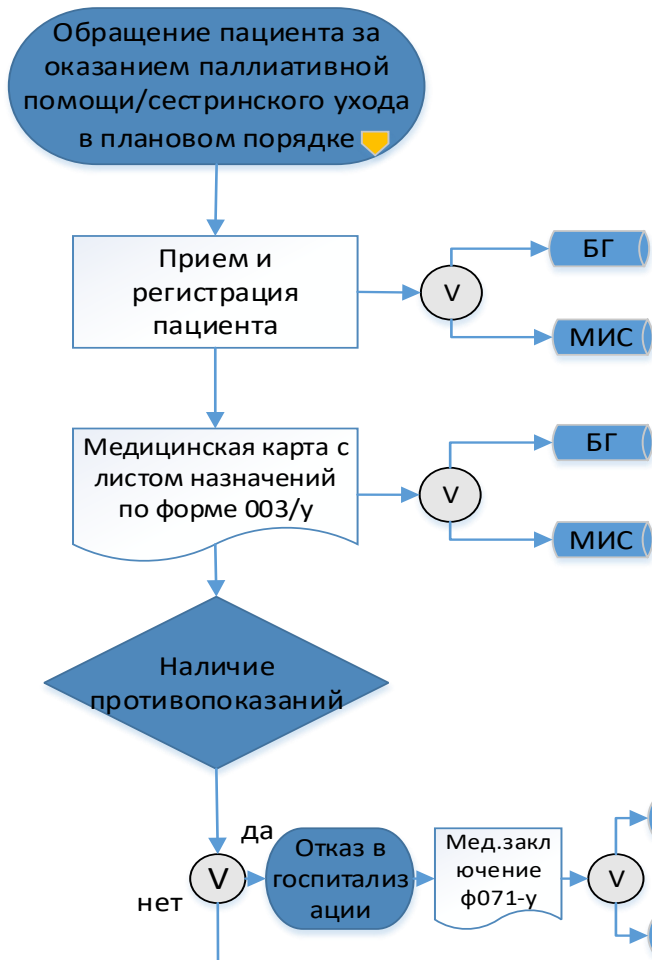 Обращение пациента за
оказанием паллиативной
помощи/сестринского ухода
в плановом порядке
Прием и
регистрация
пациента
V
БГ
МИС
Медицинская карта с
листом назначений
по форме 003/у
V
БГ
МИС
Наличие
противопоказаний
да
V
нет
Отказ в
госпитализ
ации
Мед.закл
ючение
ф071-у
V